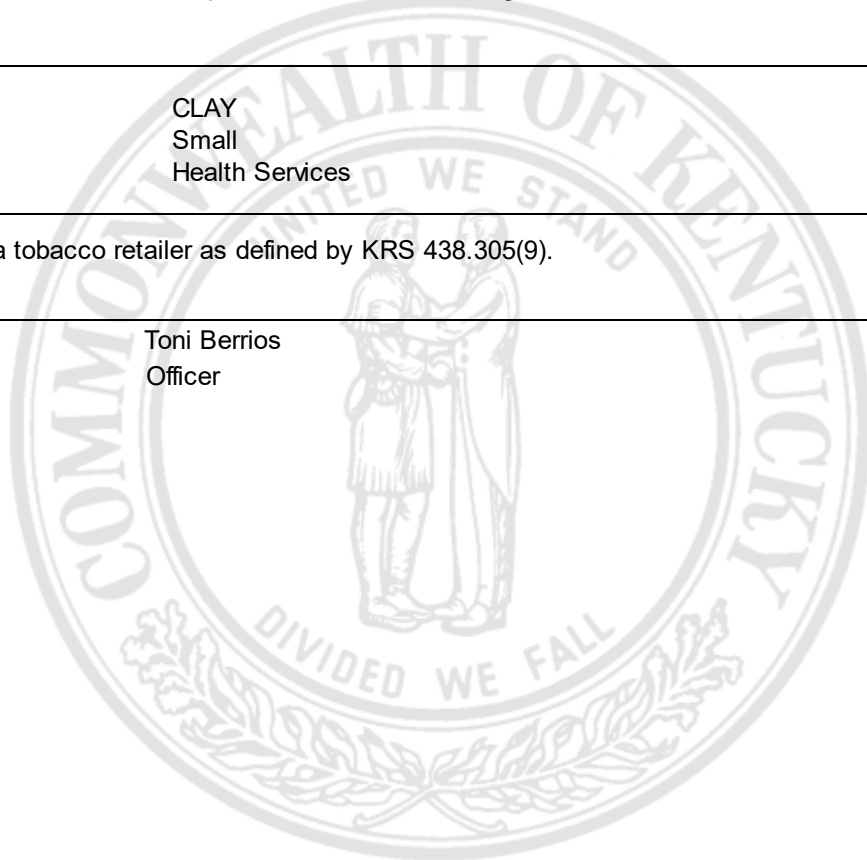 CLAY
Small
Health Services
a tobacco retailer as defined by KRS 438.305(9).
Toni Berrios
Officer
COMMONWEALTH OF KENTUCKY
UNITED WE STAND
DIVIDED WE FALL